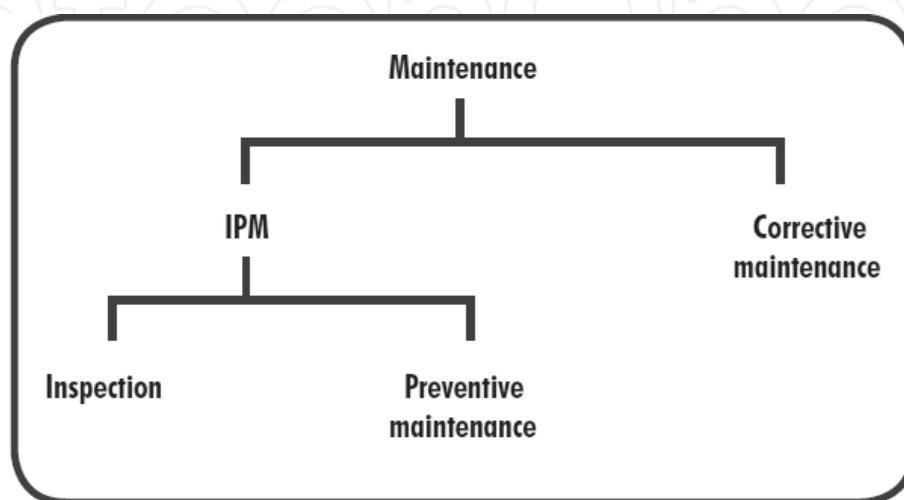 Maintenance
IPM
Corrective
maintenance
Inspection
Preventive
maintenance